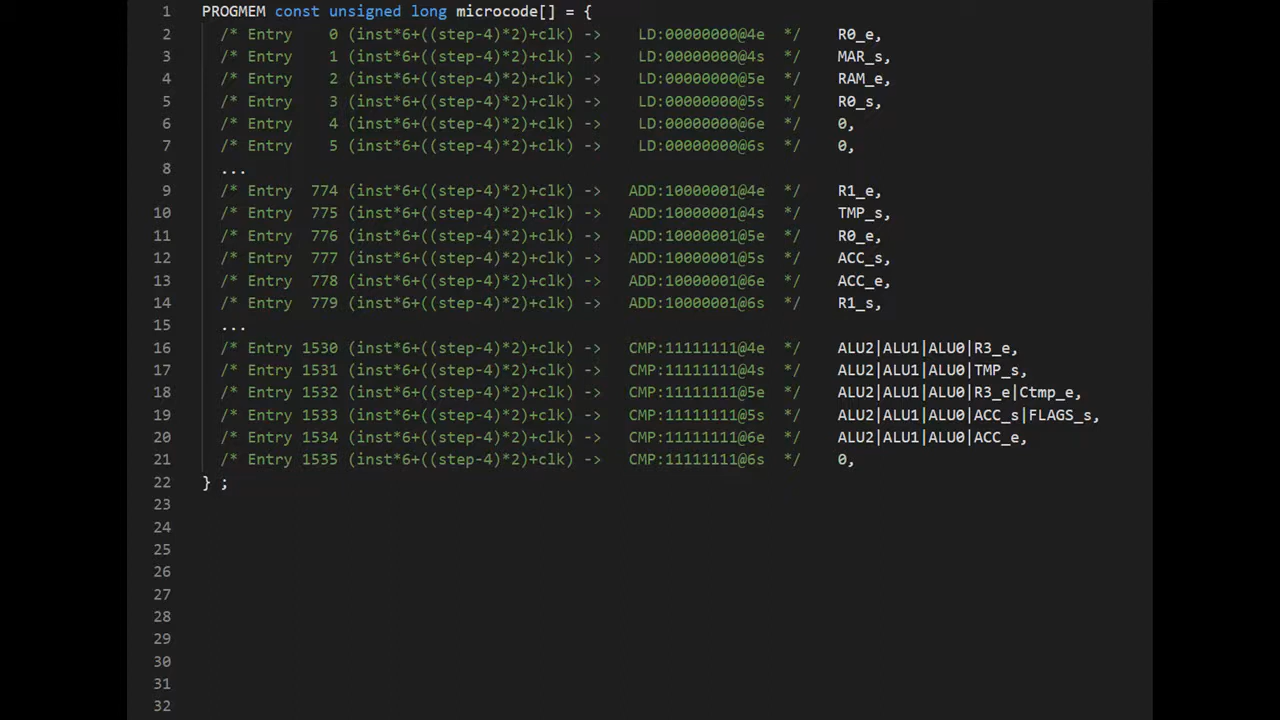 1 PROGMEM const unsigned long microcode[] = {
2 /* Entry 0 (inst*6+((step-4)*2)+clk) -> LD:00000000@4e */ R0_e,
3 /* Entry 1 (inst*6+((step-4)*2)+clk) -> LD:00000000@4s */ MAR_s,
4 /* Entry 2 (inst*6+((step-4)*2)+clk) -> LD:00000000@5e */ RAM_e,
5 /* Entry 3 (inst*6+((step-4)*2)+clk) -> LD:00000000@5s */ R0_s,
6 /* Entry 4 (inst*6+((step-4)*2)+clk) -> LD:00000000@6e */ 0,
7 /* Entry 5 (inst*6+((step-4)*2)+clk) -> LD:00000000@6s */ 0,
8 ...
9 /* Entry 774 (inst*6+((step-4)*2)+clk) -> ADD:10000001@4e */ R1_e,
10 /* Entry 775 (inst*6+((step-4)*2)+clk) -> ADD:10000001@4s */ TMP_s,
11 /* Entry 776 (inst*6+((step-4)*2)+clk) -> ADD:10000001@5e */ R0_e,
12 /* Entry 777 (inst*6+((step-4)*2)+clk) -> ADD:10000001@5s */ ACC_s,
13 /* Entry 778 (inst*6+((step-4)*2)+clk) -> ADD:10000001@6e */ ACC_e,
14 /* Entry 779 (inst*6+((step-4)*2)+clk) -> ADD:10000001@6s */ R1_s,
15 ...
16 /* Entry 1530 (inst*6+((step-4)*2)+clk) -> CMP:11111111@4e */ ALU2|ALU1|ALU0|R3_e,
17 /* Entry 1531 (inst*6+((step-4)*2)+clk) -> CMP:11111111@4s */ ALU2|ALU1|ALU0|TMP_s,
18 /* Entry 1532 (inst*6+((step-4)*2)+clk) -> CMP:11111111@5e */ ALU2|ALU1|ALU0|R3_e|Ctmp_e,
19 /* Entry 1533 (inst*6+((step-4)*2)+clk) -> CMP:11111111@5s */ ALU2|ALU1|ALU0|ACC_s|FLAGS_s,
20 /* Entry 1534 (inst*6+((step-4)*2)+clk) -> CMP:11111111@6e */ ALU2|ALU1|ALU0|ACC_e,
21 /* Entry 1535 (inst*6+((step-4)*2)+clk) -> CMP:11111111@6s */ 0,
22 } ;
23
24
25
26
27
28
29
30
31
32